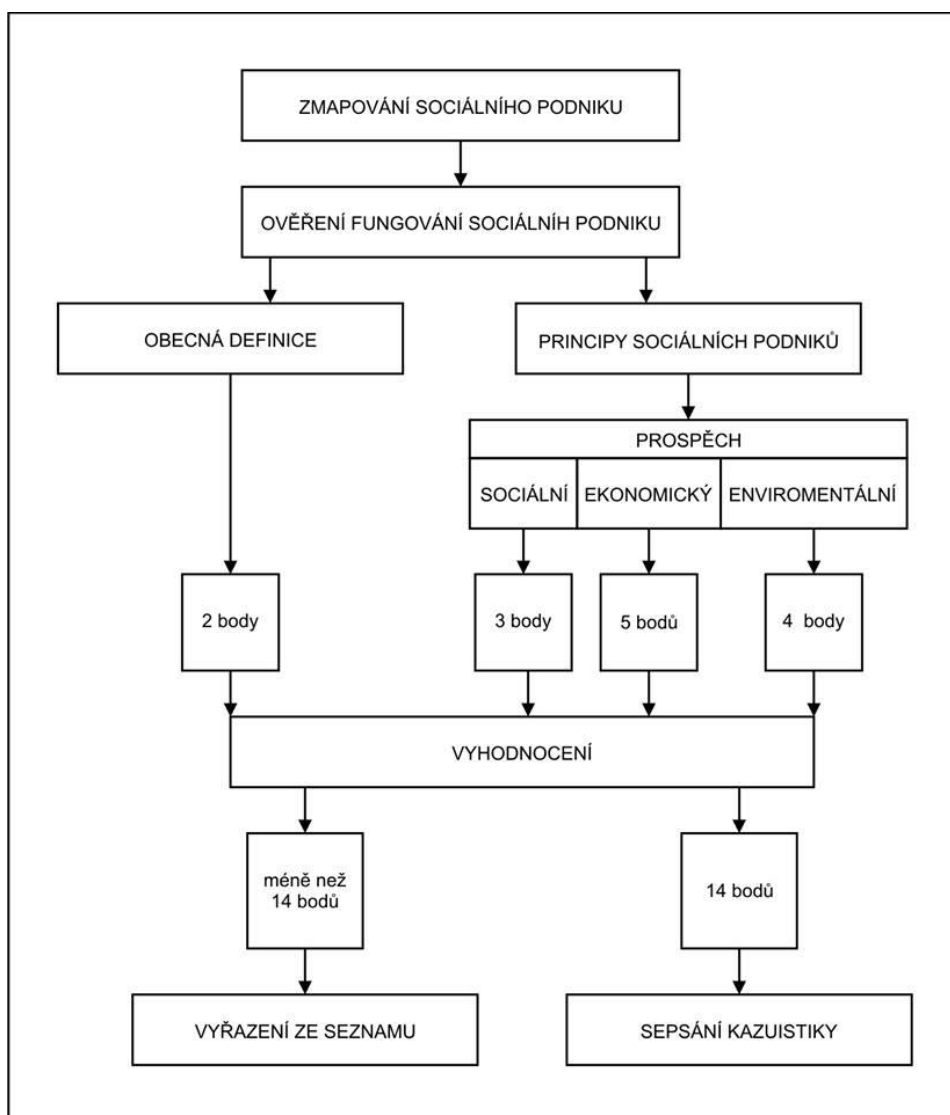 ZMAPOVÁNÍ SOCIÁLNÍHO PODNIKU
OVĚŘENÍ FUNGOVÁNÍ SOCIÁLNÍH PODNIKU
OBECNÁ DEFINICE
PRINCIPY SOCIÁLNÍCH PODNIKŮ
PROSPĚCH
SOCIÁLNÍ
EKONOMICKÝ
ENVIROMENTÁLNÍ
2 body
3 body
5 bodů
4 body
VYHODNOCENÍ
méně než
14 bodů
14 bodů
VYŘAZENÍ ZE SEZNAMU
SEPSÁNÍ KAZUISTIKY